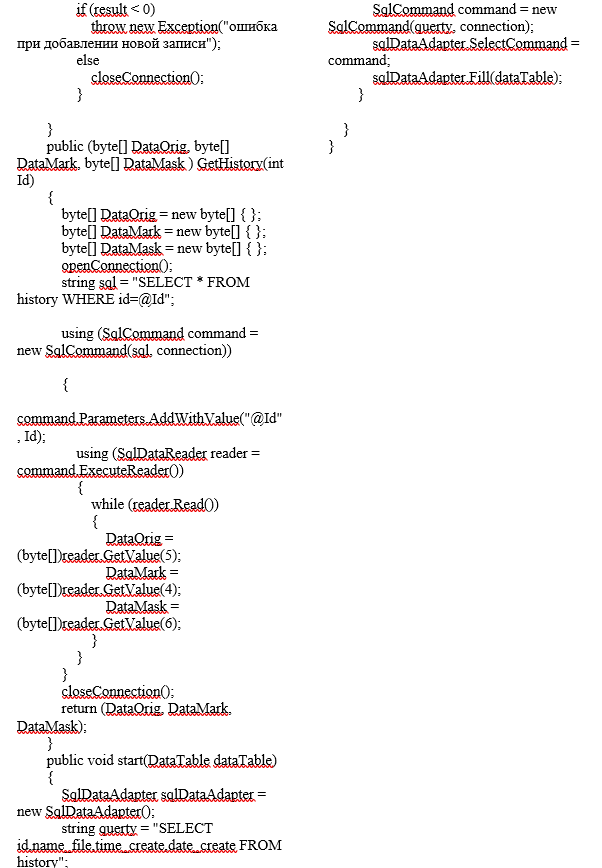 if (result < 0)
throw new Exception("ошибка
при добавлении новой записи");
else
closeConnection();
}
}
public (byte[] DataOrig, byte[]
DataMark, byte[] DataMask ) GetHistory(int
Id)
{
byte[] DataOrig = new byte[] { };
byte[] DataMark = new byte[] { };
byte[] DataMask = new byte[] { };
openConnection();
string sql = "SELECT * FROM
history WHERE id=@Id";
using (SqlCommand command =
new SqlCommand(sql, connection))
{
command.Parameters.AddWithValue("@Id"
, Id);
using (SqlDataReader reader =
command.ExecuteReader())
{
while (reader.Read())
{
DataOrig =
(byte[])reader.GetValue(5);
DataMark =
(byte[])reader.GetValue(4);
DataMask =
(byte[])reader.GetValue(6);
}
}
}
closeConnection();
return (DataOrig, DataMark,
DataMask);
}
public void start(DataTable dataTable)
{
SqlDataAdapter sqlDataAdapter =
new SqlDataAdapter();
string querty = "SELECT
id,name_file,time_create,date_create FROM
history";
SqlCommand command = new
SqlCommand(querty, connection);
sqlDataAdapter.SelectCommand =
command;
sqlDataAdapter.Fill(dataTable);
}
}
}